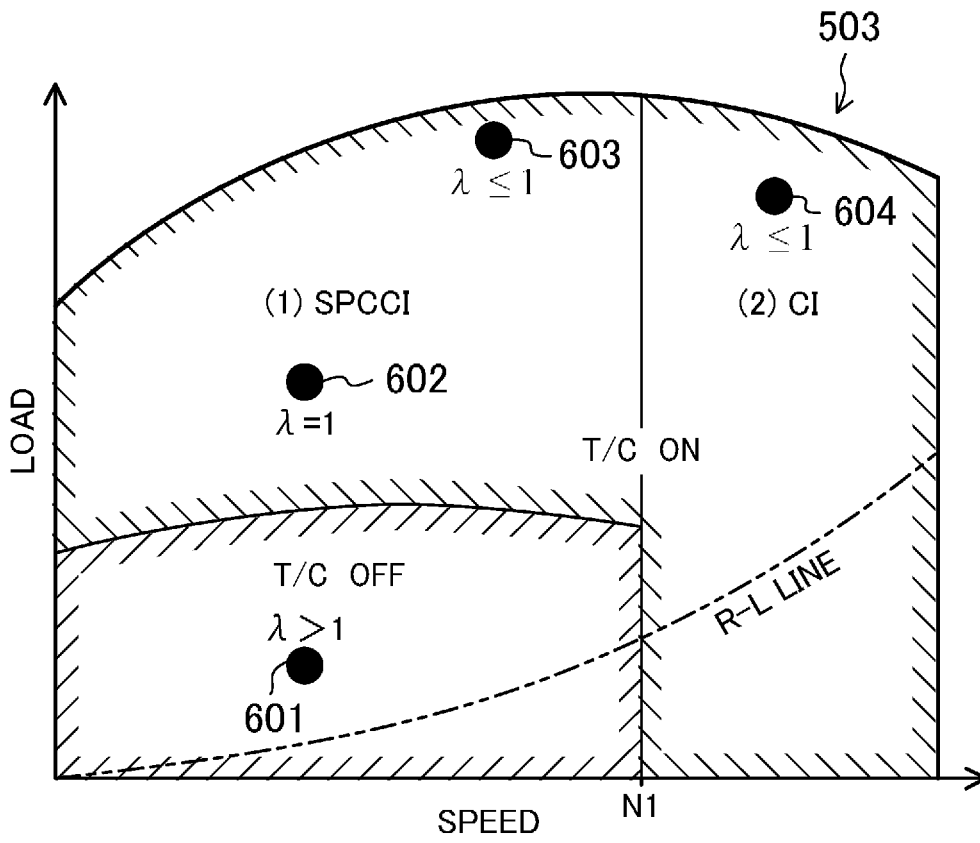 503
603
λ ≤ 1
604
λ ≤ 1
(1) SPCCI
(2) CI
602
λ=1
LOAD
T/C ON
T/C OFF
λ > 1
R-L LINE
601
N1
SPEED